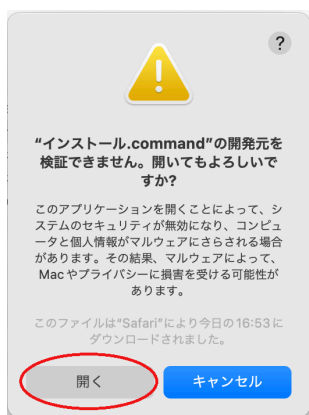 ?
“インストール.command”の開発元を
検証できません。開いてもよろしいで
すか?
このアプリケーションを開くことによって、シ
ステムのセキュリティが無効になり、コンピュ
ータと個人情報がマルウェアにさらされる場合
があります。その結果、マルウェアによって、
Macやプライバシーに損害を受ける可能性が
あります。
このファイルは“Safari”により今日の16:53に
ダウンロードされました。
開く
キャンセル